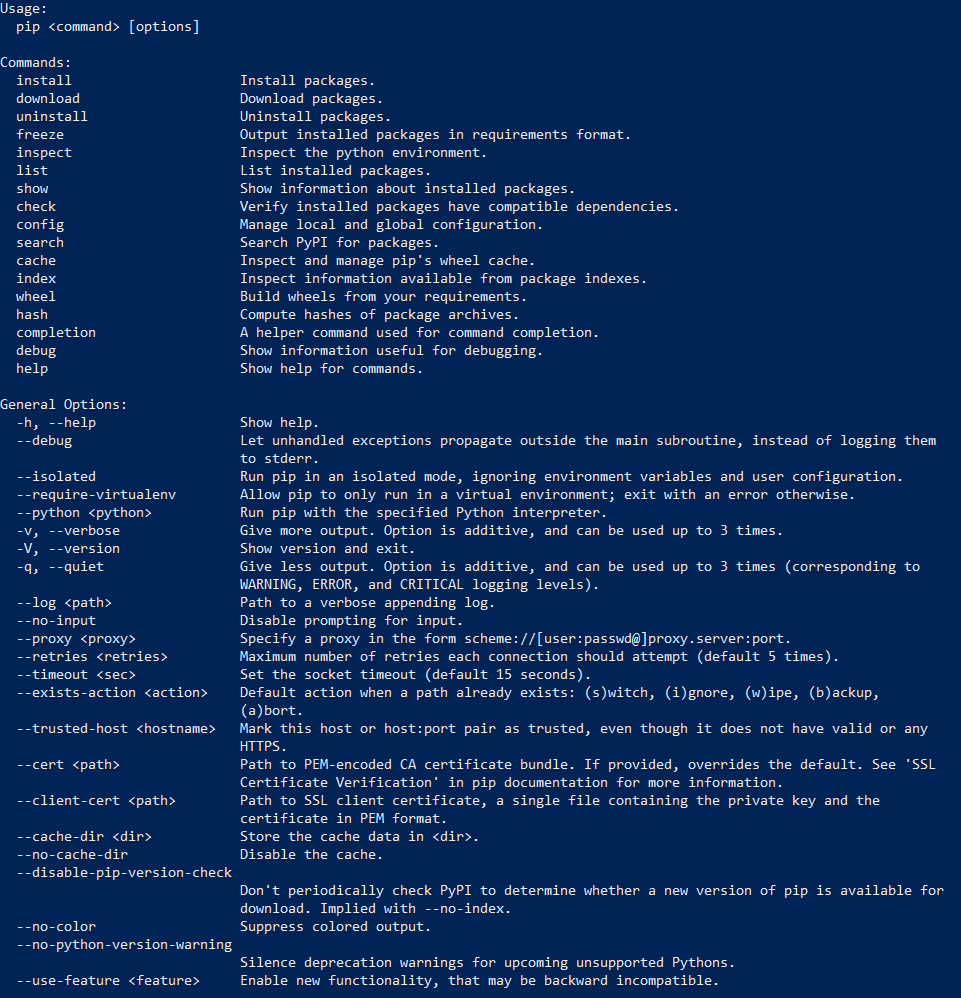 Usage:
  pip <command> [options]

Commands:
  install                     Install packages.
  download                    Download packages.
  uninstall                   Uninstall packages.
  freeze                      Output installed packages in requirements format.
  inspect                     Inspect the python environment.
  list                        List installed packages.
  show                        Show information about installed packages.
  check                       Verify installed packages have compatible dependencies.
  config                      Manage local and global configuration.
  search                      Search PyPI for packages.
  cache                       Inspect and manage pip's wheel cache.
  index                       Inspect information available from package indexes.
  wheel                       Build wheels from your requirements.
  hash                        Compute hashes of package archives.
  completion                  A helper command used for command completion.
  debug                       Show information useful for debugging.
  help                        Show help for commands.

General Options:
  -h, --help                  Show help.
  --debug                     Let unhandled exceptions propagate outside the main subroutine, instead of logging them
                              to stderr.
  --isolated                  Run pip in an isolated mode, ignoring environment variables and user configuration.
  --require-virtualenv        Allow pip to only run in a virtual environment; exit with an error otherwise.
  --python <python>           Run pip with the specified Python interpreter.
  -v, --verbose               Give more output. Option is additive, and can be used up to 3 times.
  -V, --version               Show version and exit.
  -q, --quiet                 Give less output. Option is additive, and can be used up to 3 times (corresponding to
                              WARNING, ERROR, and CRITICAL logging levels).
  --log <path>                Path to a verbose appending log.
  --no-input                  Disable prompting for input.
  --proxy <proxy>             Specify a proxy in the form scheme://[user:passwd@]proxy.server:port.
  --retries <retries>         Maximum number of retries each connection should attempt (default 5 times).
  --timeout <sec>             Set the socket timeout (default 15 seconds).
  --exists-action <action>    Default action when a path already exists: (s)witch, (i)gnore, (w)ipe, (b)ackup,
                              (a)bort.
  --trusted-host <hostname>   Mark this host or host:port pair as trusted, even though it does not have valid or any
                              HTTPS.
  --cert <path>               Path to PEM-encoded CA certificate bundle. If provided, overrides the default. See 'SSL
                              Certificate Verification' in pip documentation for more information.
  --client-cert <path>        Path to SSL client certificate, a single file containing the private key and the
                              certificate in PEM format.
  --cache-dir <dir>           Store the cache data in <dir>.
  --no-cache-dir              Disable the cache.
  --disable-pip-version-check
                              Don't periodically check PyPI to determine whether a new version of pip is available for
                              download. Implied with --no-index.
  --no-color                  Suppress colored output.
  --no-python-version-warning
                              Silence deprecation warnings for upcoming unsupported Pythons.
  --use-feature <feature>     Enable new functionality, that may be backward incompatible.